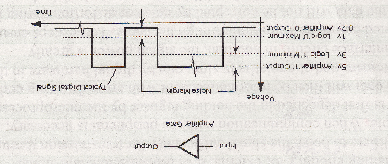 Input Output
Amplifier Gate
Voltage
Noise Margin
5v Amplifier '1' Output
Typical Digital Signal
3v Logic '1' Minimum
1v Logic '0' Maximum
0.2v Amplifier '0' Output
Time